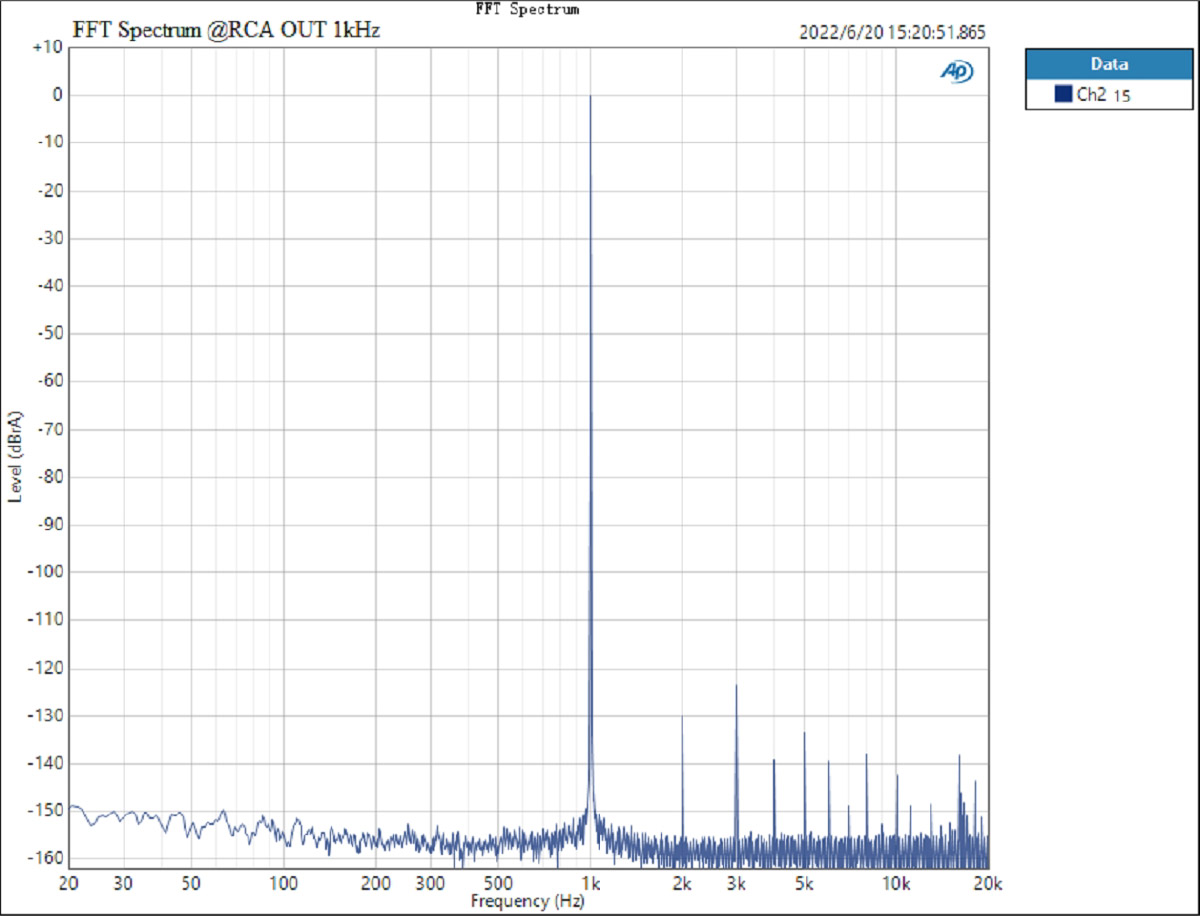 FFT Spectrum
FFT Spectrum @RCA OUT 1kHz
2022/6/20 15:20:51.865
AP
Data
Ch2 15
Level (dBrA)
+10
0
-10
-20
-30
-40
-50
-60
-70
-80
-90
-100
-110
-120
-130
-140
-150
-160
20 30 50 100 200 300 500 1k 2k 3k 5k 10k 20k
Frequency (Hz)